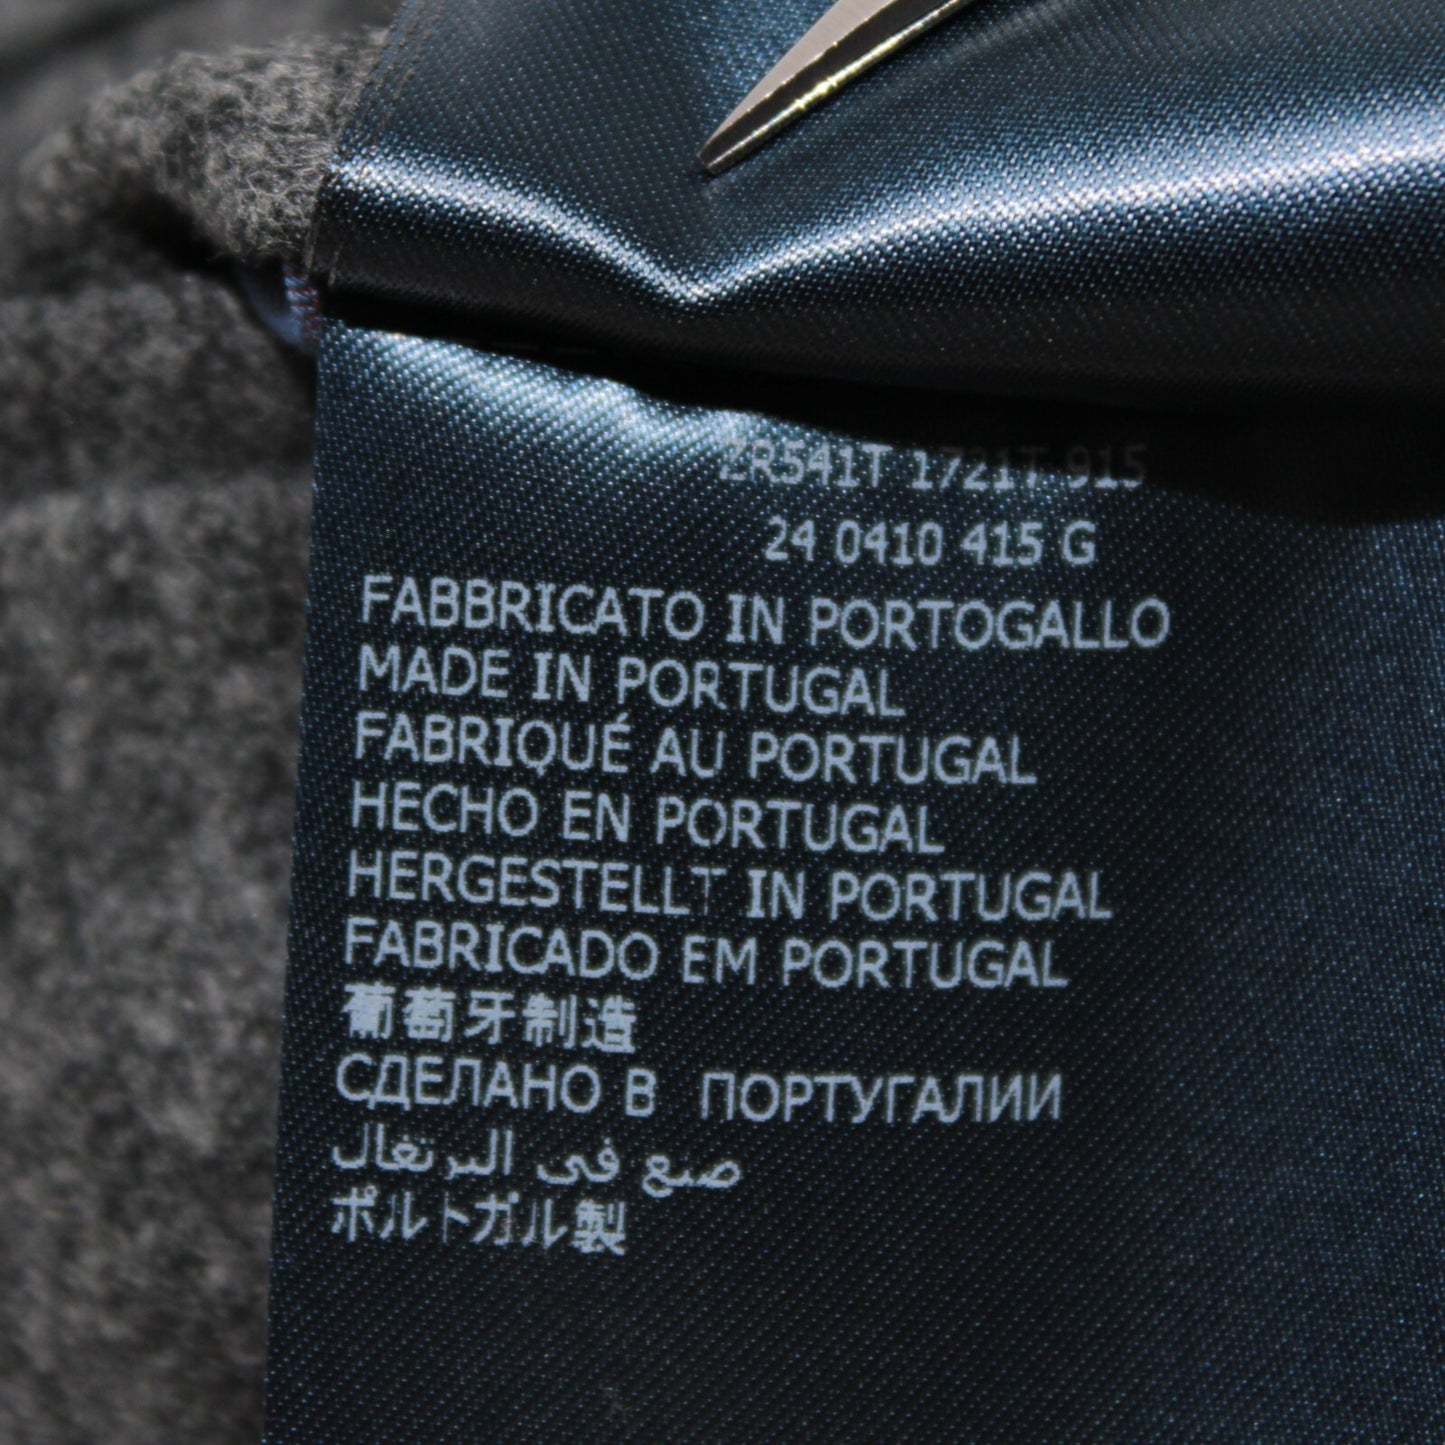 ZR541T 1721T 915
24 0410 415 G
FABBRICATO IN PORTOGALLO
MADE IN PORTUGAL
FABRIQUÉ AU PORTUGAL
HECHO EN PORTUGAL
HERGESTELLT IN PORTUGAL
FABRICADO EM PORTUGAL
葡萄牙制造
СДЕЛАНО В ПОРТУГАЛИИ
صنع في البرتغال
ポルトガル製